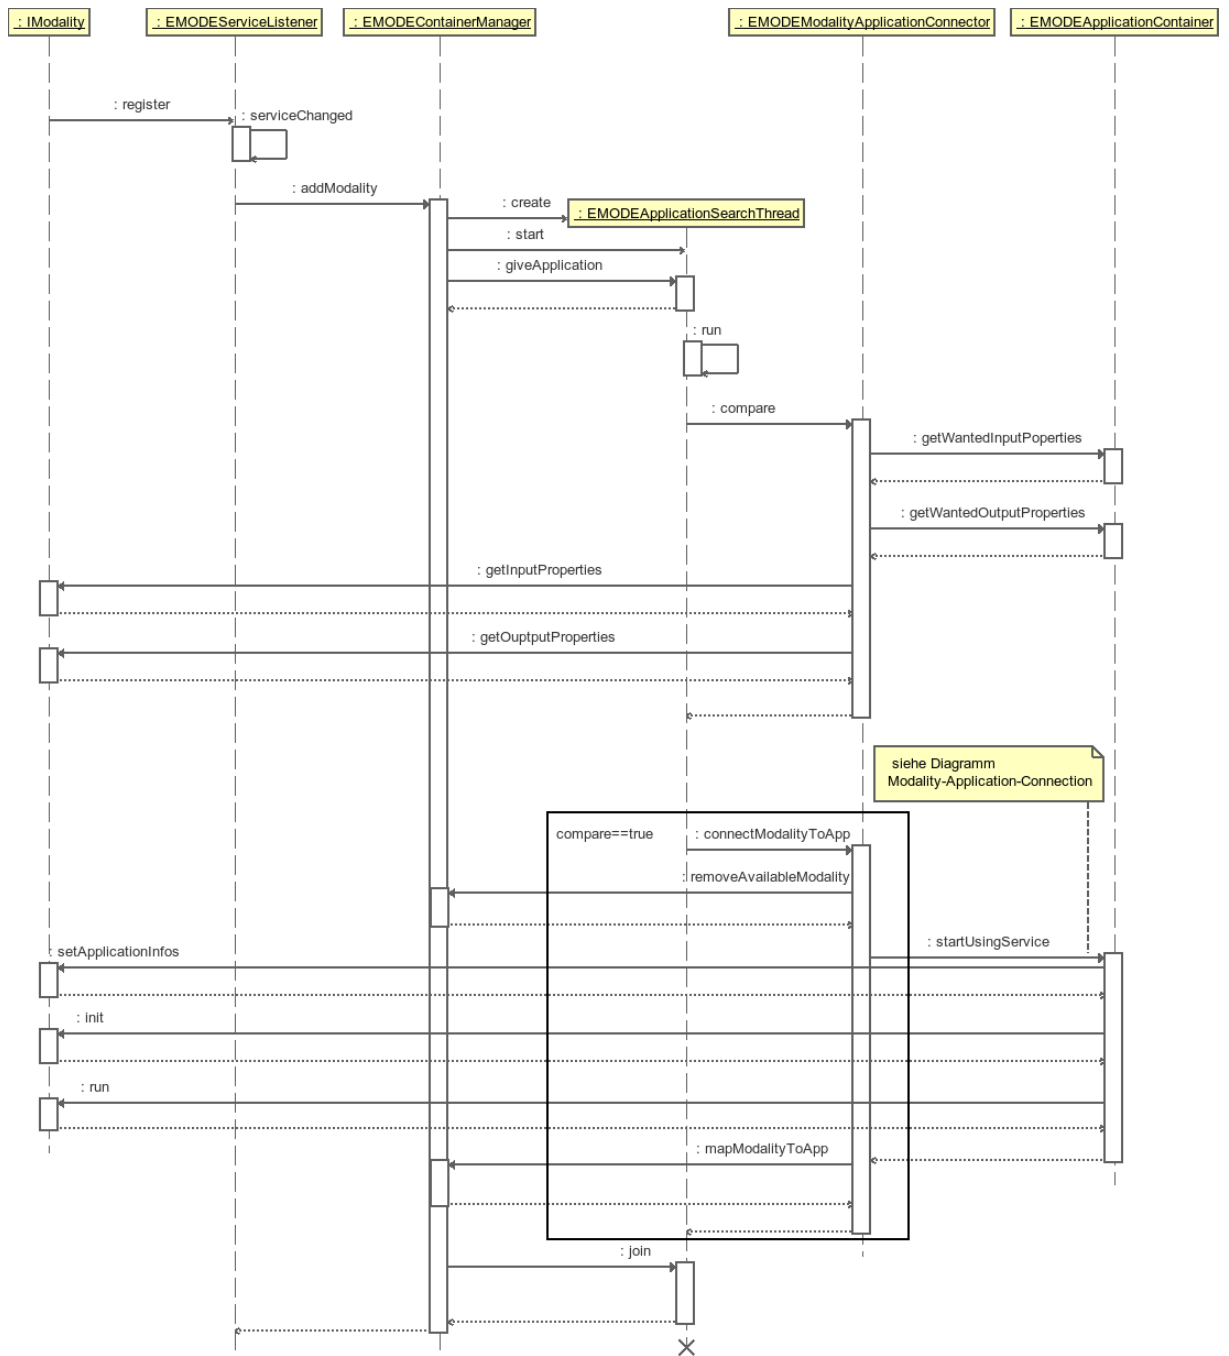 : IModality
: EMODEServiceListener
: EMODEContainerManager
: EMODEModalityApplicationConnector
: EMODEApplicationContainer
: register
: serviceChanged
: addModality
: create
: EMODEApplicationSearchThread
: start
: giveApplication
: run
: compare
: getWantedInputPoperties
: getWantedOutputProperties
: getInputProperties
: getOuptputProperties
siehe Diagramm
Modality-Application-Connection
compare==true
: connectModalityToApp
: removeAvailableModality
: startUsingService
: setApplicationInfos
: init
: run
: mapModalityToApp
: join